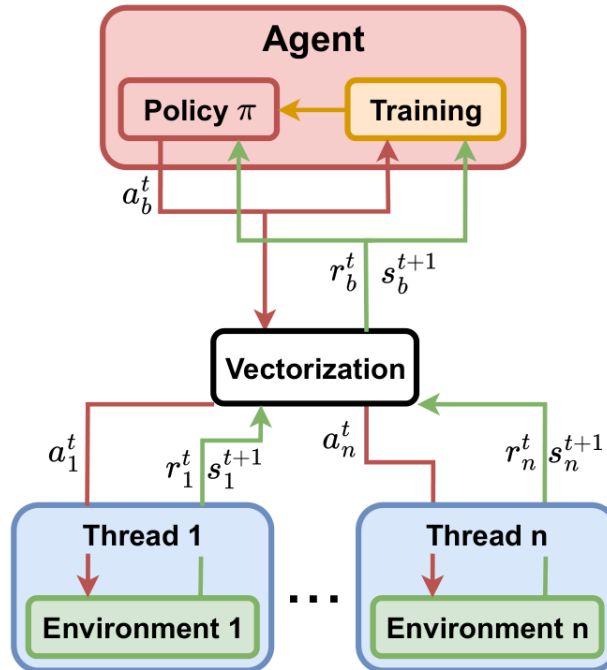 Agent
Policy π Training
a_b^t
r_b^t s_b^{t+1}
Vectorization
a_1^t r_1^t s_1^{t+1} a_n^t r_n^t s_n^{t+1}
Thread 1 Thread n
...
Environment 1 Environment n